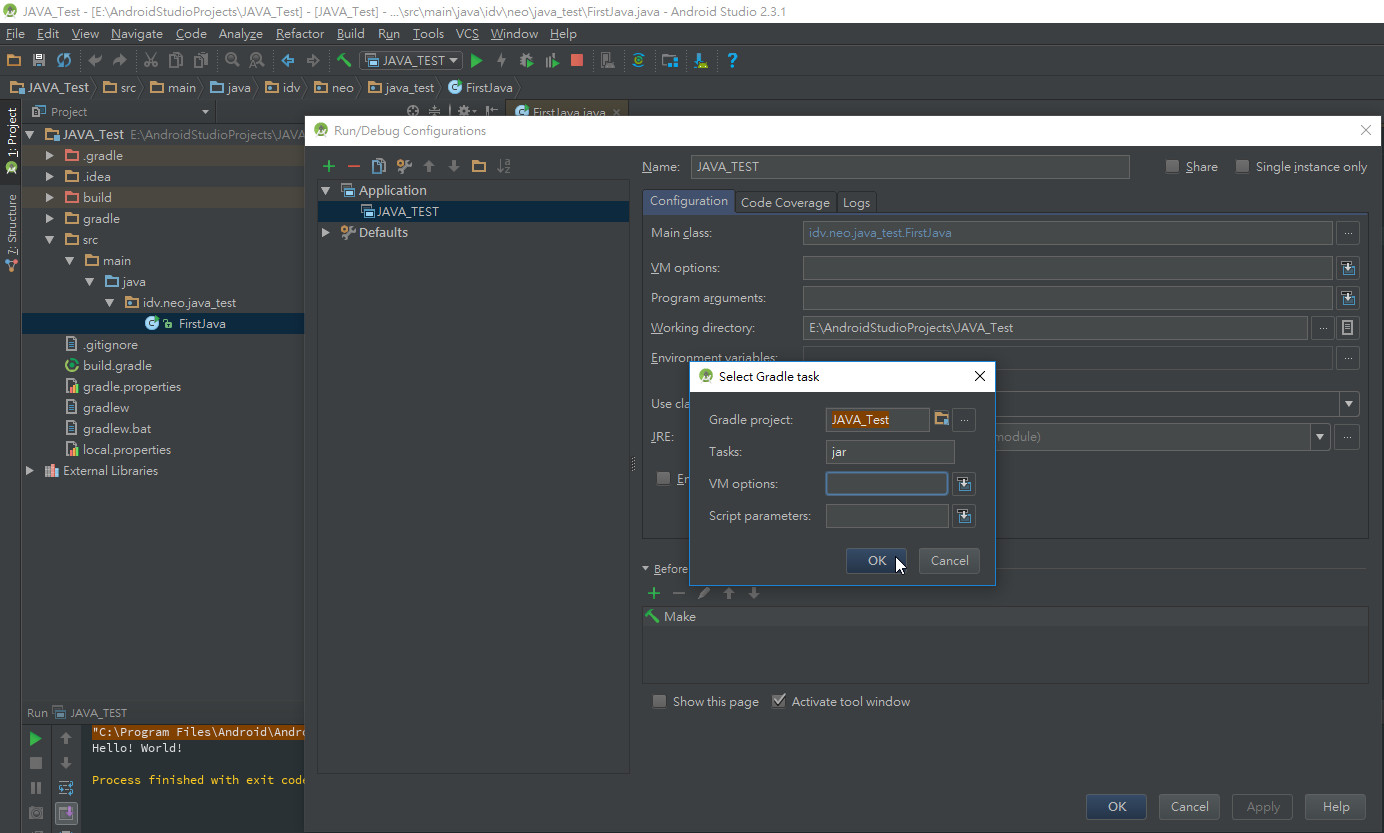 JAVA_Test - [E:\AndroidStudioProjects\JAVA_Test] - [JAVA_Test] - ...\src\main\java\idv\neo\java_test\FirstJava.java - Android Studio 2.3.1
File Edit View Navigate Code Analyze Refactor Build Run Tools VCS Window Help
JAVA_TEST
JAVA_Test src main java idv neo java_test FirstJava
1: Project
Z: Structure
Project
FirstJava.java
JAVA_Test E:\AndroidStudioProjects\JAVA
.gradle
.idea
build
gradle
src
main
java
idv.neo.java_test
FirstJava
.gitignore
build.gradle
gradle.properties
gradlew
gradlew.bat
local.properties
External Libraries
Run/Debug Configurations
Application
JAVA_TEST
Defaults
Name: JAVA_TEST Share Single instance only
Configuration Code Coverage Logs
Main class: idv.neo.java_test.FirstJava ...
VM options:
Program arguments:
Working directory: E:\AndroidStudioProjects\JAVA_Test ...
Environment variables: ...
Use cla
JRE: module) ...
En
Select Gradle task
Gradle project: JAVA_Test ...
Tasks: jar
VM options:
Script parameters:
OK Cancel
Before
Make
Show this page Activate tool window
Run JAVA_TEST
"C:\Program Files\Android\Andro
Hello! World!
Process finished with exit code
OK Cancel Apply Help